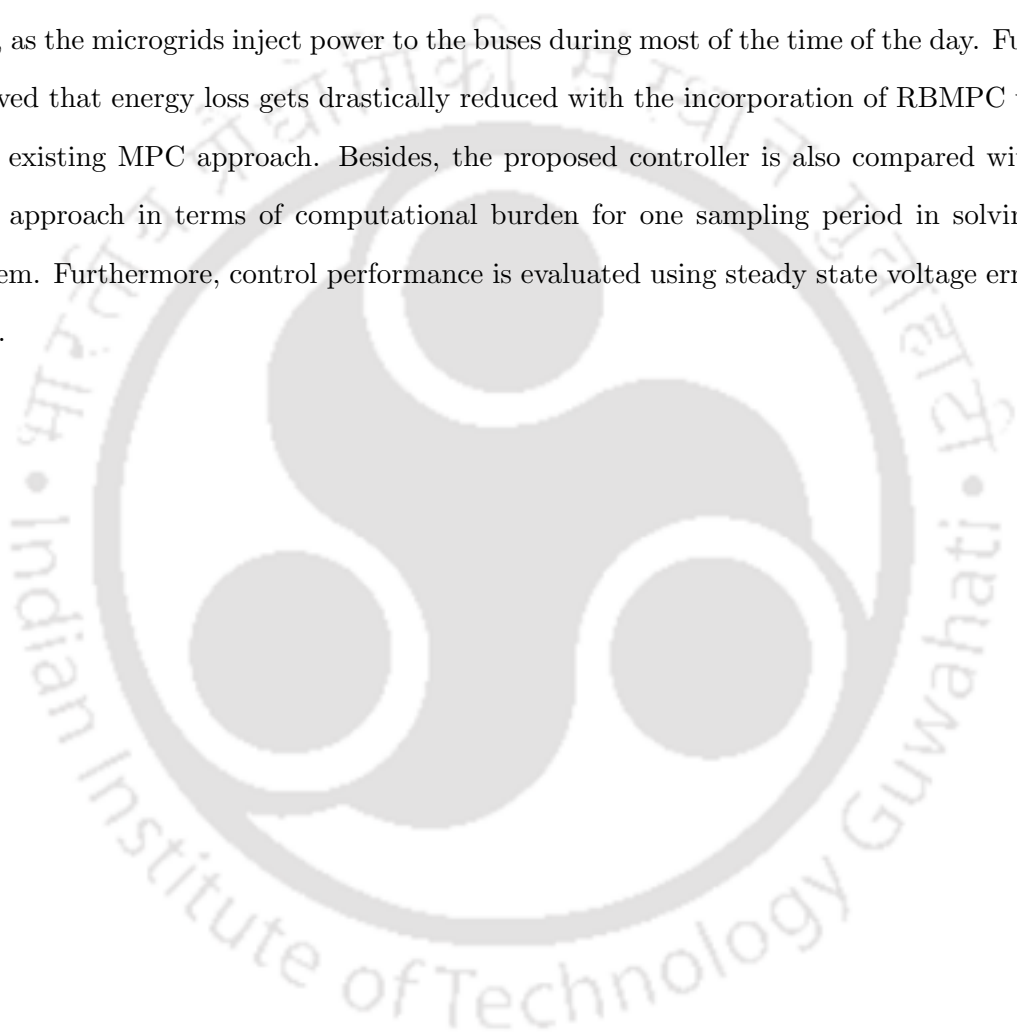 , as the microgrids inject power to the buses during most of the time of the day. Fu
ved that energy loss gets drastically reduced with the incorporation of RBMPC
existing MPC approach. Besides, the proposed controller is also compared wi
approach in terms of computational burden for one sampling period in solvin
em. Furthermore, control performance is evaluated using steady state voltage err
.
भारतीय प्रौद्योगिकी संस्थान गुवाहाटी
• Indian Institute of Technology Guwahati •